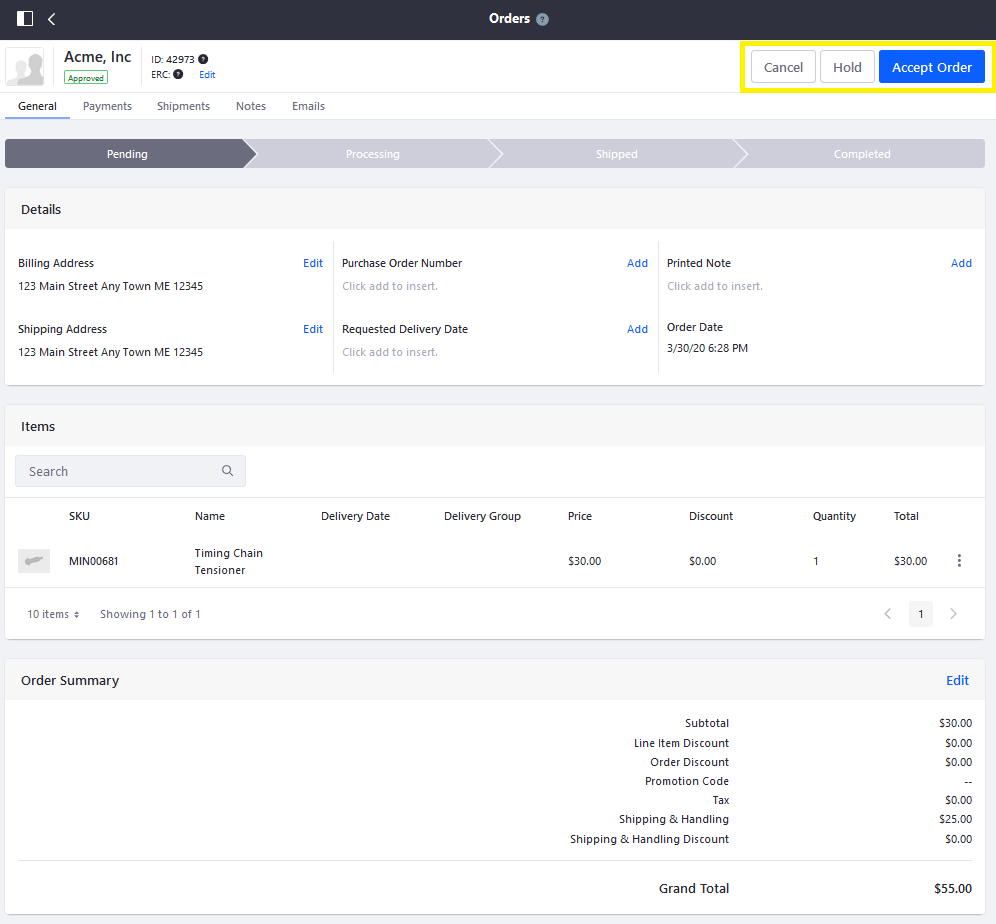 Orders ?
Acme, Inc
Approved
ID: 42973 ?
ERC: ? Edit
Cancel Hold Accept Order
General Payments Shipments Notes Emails
Pending Processing Shipped Completed
Details
Billing Address Edit
123 Main Street Any Town ME 12345
Shipping Address Edit
123 Main Street Any Town ME 12345
Purchase Order Number Add
Click add to insert.
Requested Delivery Date Add
Click add to insert.
Printed Note Add
Click add to insert.
Order Date
3/30/20 6:28 PM
Items
Search
SKU Name Delivery Date Delivery Group Price Discount Quantity Total
MIN00681 Timing Chain Tensioner $30.00 $0.00 1 $30.00
10 items Showing 1 to 1 of 1 1
Order Summary Edit
Subtotal $30.00
Line Item Discount $0.00
Order Discount $0.00
Promotion Code --
Tax $0.00
Shipping & Handling $25.00
Shipping & Handling Discount $0.00
Grand Total $55.00